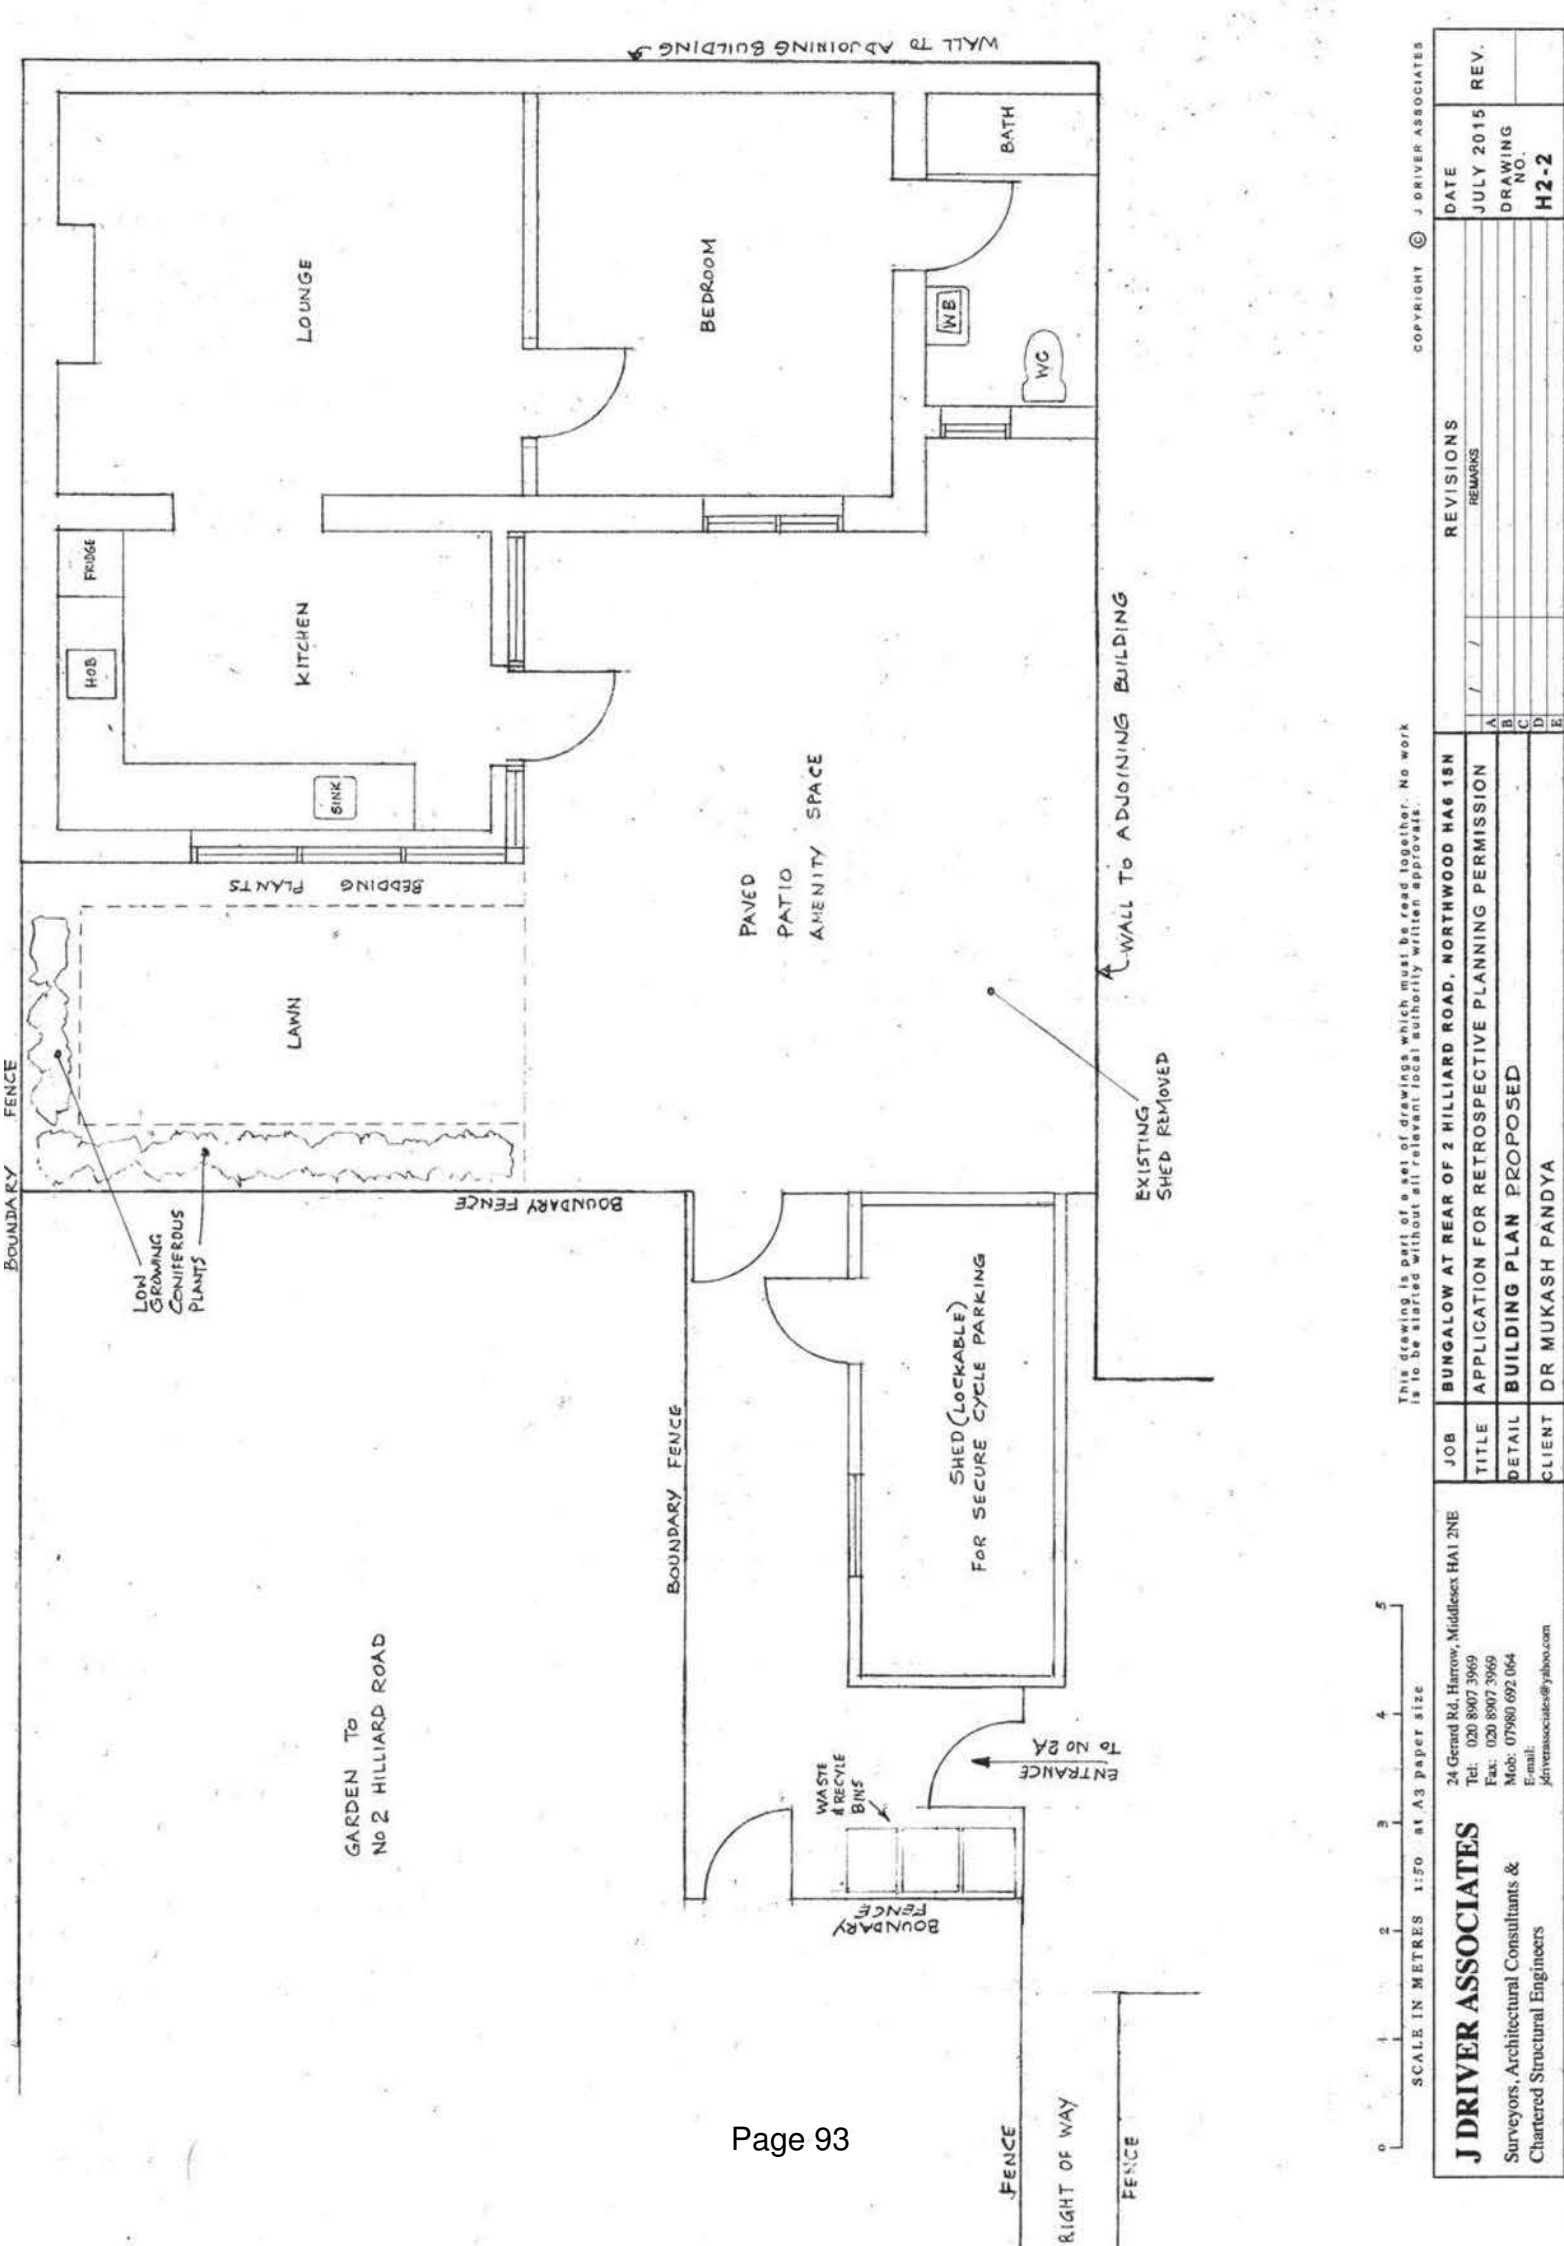 WALL TO ADJOINING BUILDING
BOUNDARY FENCE
LOUNGE
BEDROOM
BATH
WB
WC
FRIDGE
HOB
KITCHEN
SINK
BEDDING PLANTS
LAWN
LOW
GROWING
CONIFEROUS
PLANTS
PAVED
PATIO
AMENITY SPACE
WALL TO ADJOINING BUILDING
EXISTING
SHED REMOVED
BOUNDARY FENCE
BOUNDARY FENCE
SHED (LOCKABLE)
FOR SECURE CYCLE PARKING
GARDEN TO
NO 2 HILLIARD ROAD
WASTE
& RECYLE
BINS
ENTRANCE
TO NO 2A
BOUNDARY
FENCE
FENCE
RIGHT OF WAY
FENCE
Page 93
0 1 2 3 4 5
SCALE IN METRES 1:50 at A3 paper size
This drawing is part of a set of drawings which must be read together. No work
is to be started without all relevant local authority written approvals.
COPYRIGHT © J DRIVER ASSOCIATES
J DRIVER ASSOCIATES
Surveyors, Architectural Consultants &
Chartered Structural Engineers
24 Gerard Rd, Harrow, Middlesex HA1 2NE
Tel: 020 8907 3969
Fax: 020 8907 3969
Mob: 07980 692 064
E-mail:
jdriverassociates@yahoo.com
JOB BUNGALOW AT REAR OF 2 HILLIARD ROAD, NORTHWOOD HA6 1SN
TITLE APPLICATION FOR RETROSPECTIVE PLANNING PERMISSION
DETAIL BUILDING PLAN PROPOSED
CLIENT DR MUKASH PANDYA
REVISIONS
/ / REMARKS
A
B
C
D
E
DATE
JULY 2015
REV.
DRAWING
NO.
H2-2